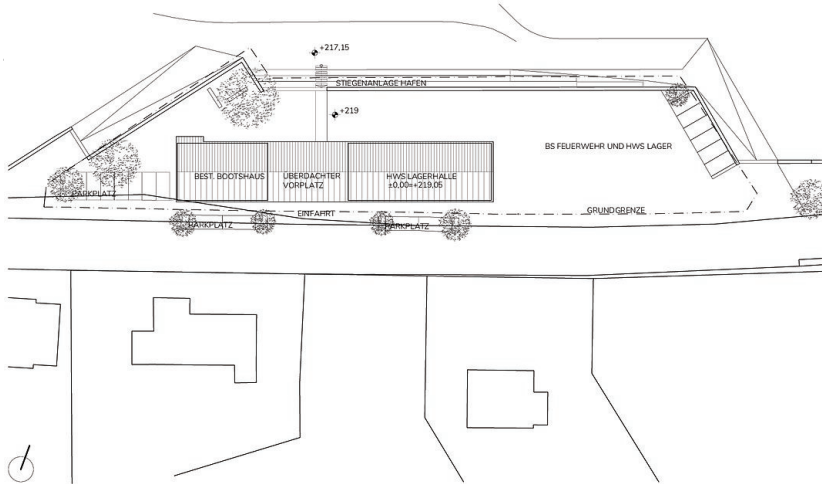 +217,15
STIEGENANLAGE HAFEN
+219
BS FEUERWEHR UND HWS LAGER
BEST. BOOTSHAUS
ÜBERDACHTER
VORPLATZ
HWS LAGERHALLE
±0,00=+219,05
PARKPLATZ
EINFAHRT
GRUNDGRENZE
PARKPLATZ
PARKPLATZ